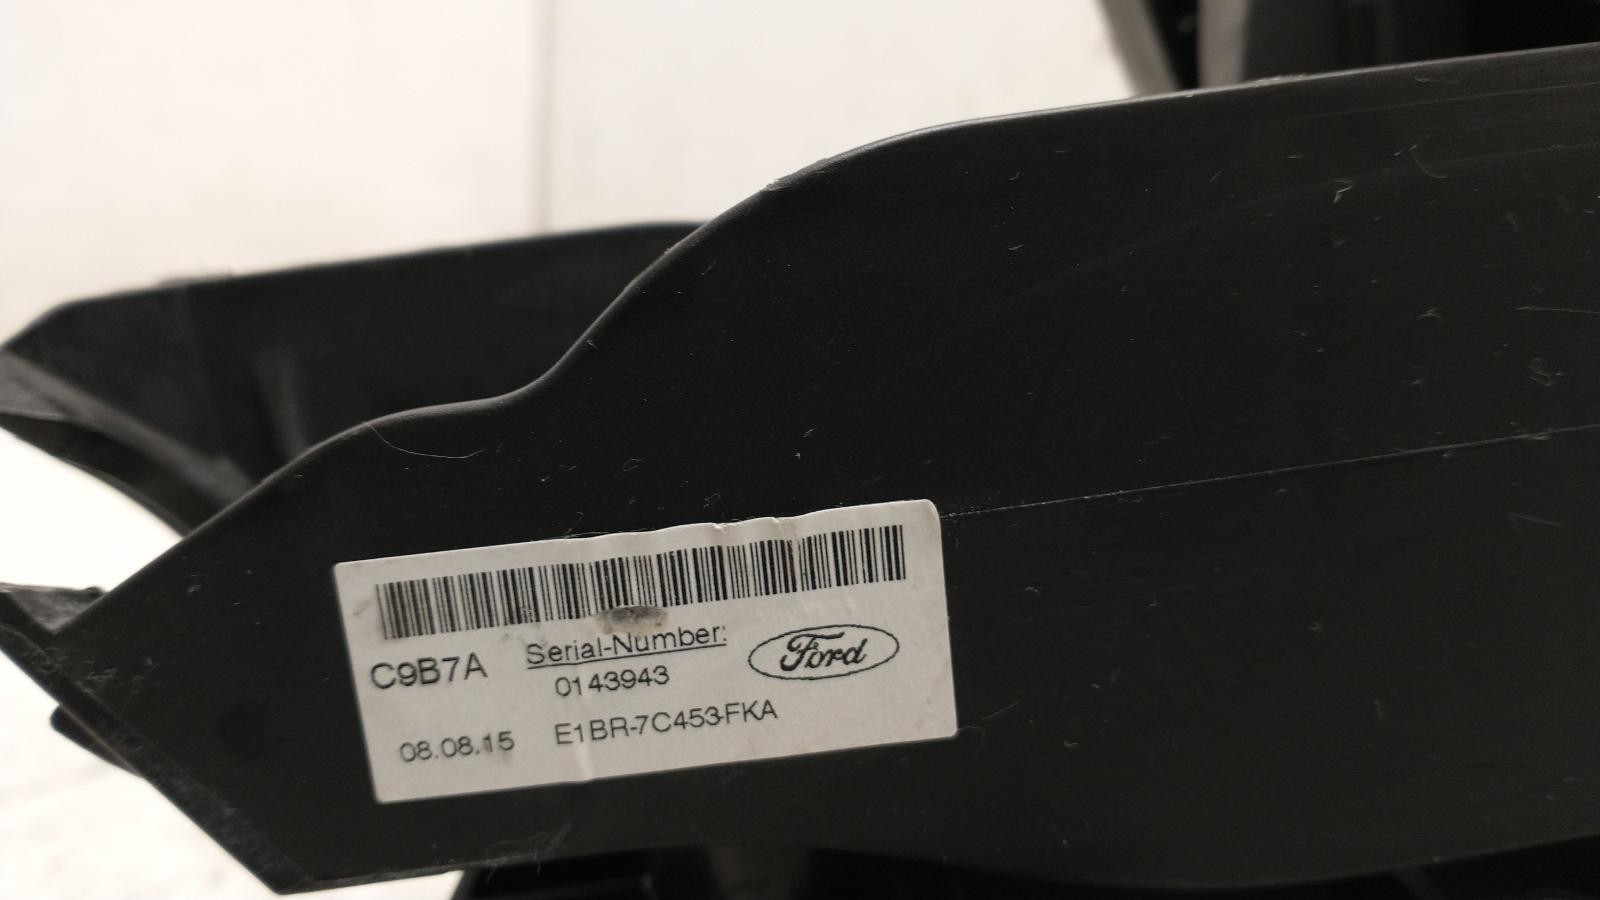 C9B7A Serial-Number: Ford
0143943
08.08.15 E1BR-7C453-FKA